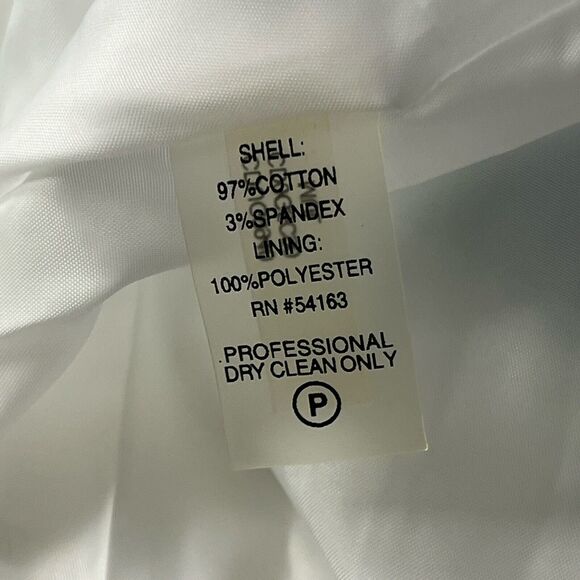 SHELL:
97%COTTON
3%SPANDEX
LINING:
100%POLYESTER
RN #54163
.PROFESSIONAL
DRY CLEAN ONLY
P